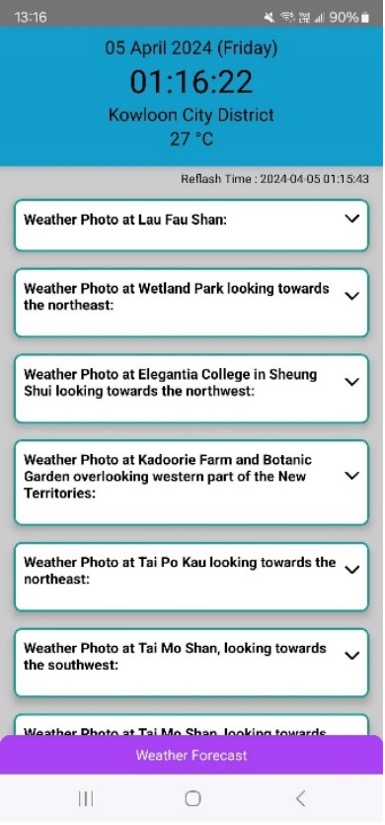 13:16
90%
05 April 2024 (Friday)
01:16:22
Kowloon City District
27 °C
Reflash Time : 2024-04-05 01:15:43
Weather Photo at Lau Fau Shan:
Weather Photo at Wetland Park looking towards
the northeast:
Weather Photo at Elegantia College in Sheung
Shui looking towards the northwest:
Weather Photo at Kadoorie Farm and Botanic
Garden overlooking western part of the New
Territories:
Weather Photo at Tai Po Kau looking towards the
northeast:
Weather Photo at Tai Mo Shan, looking towards
the southwest:
Weather Photo at Tai Mo Shan, looking towards
Weather Forecast